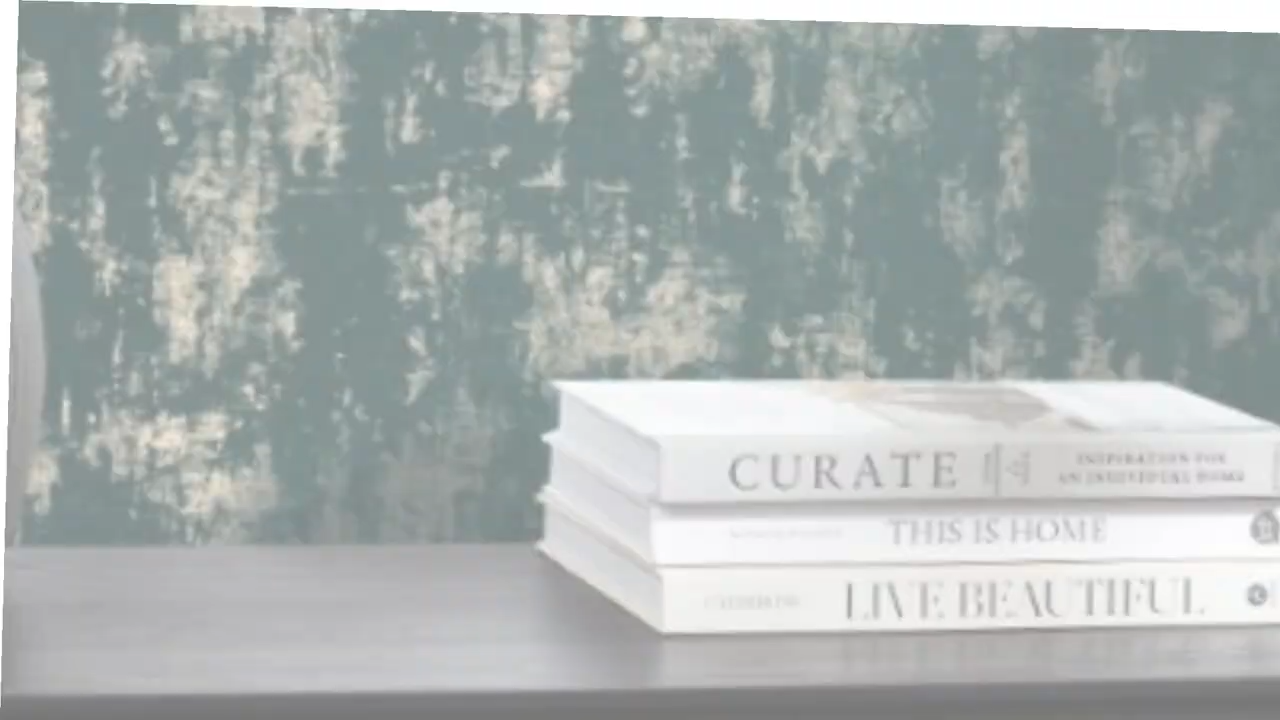 CURATE
INSPIRATION FOR
AN INDIVIDUAL HOME
THIS IS HOME
LIVE BEAUTIFUL